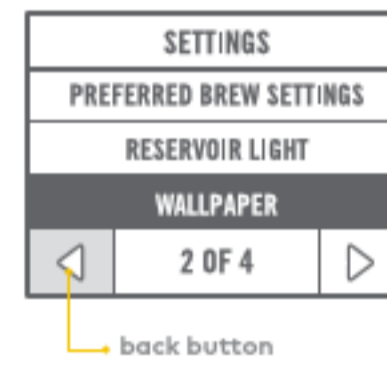 SETTINGS
PREFERRED BREW SETTINGS
RESERVOIR LIGHT
WALLPAPER
2 OF 4
back button